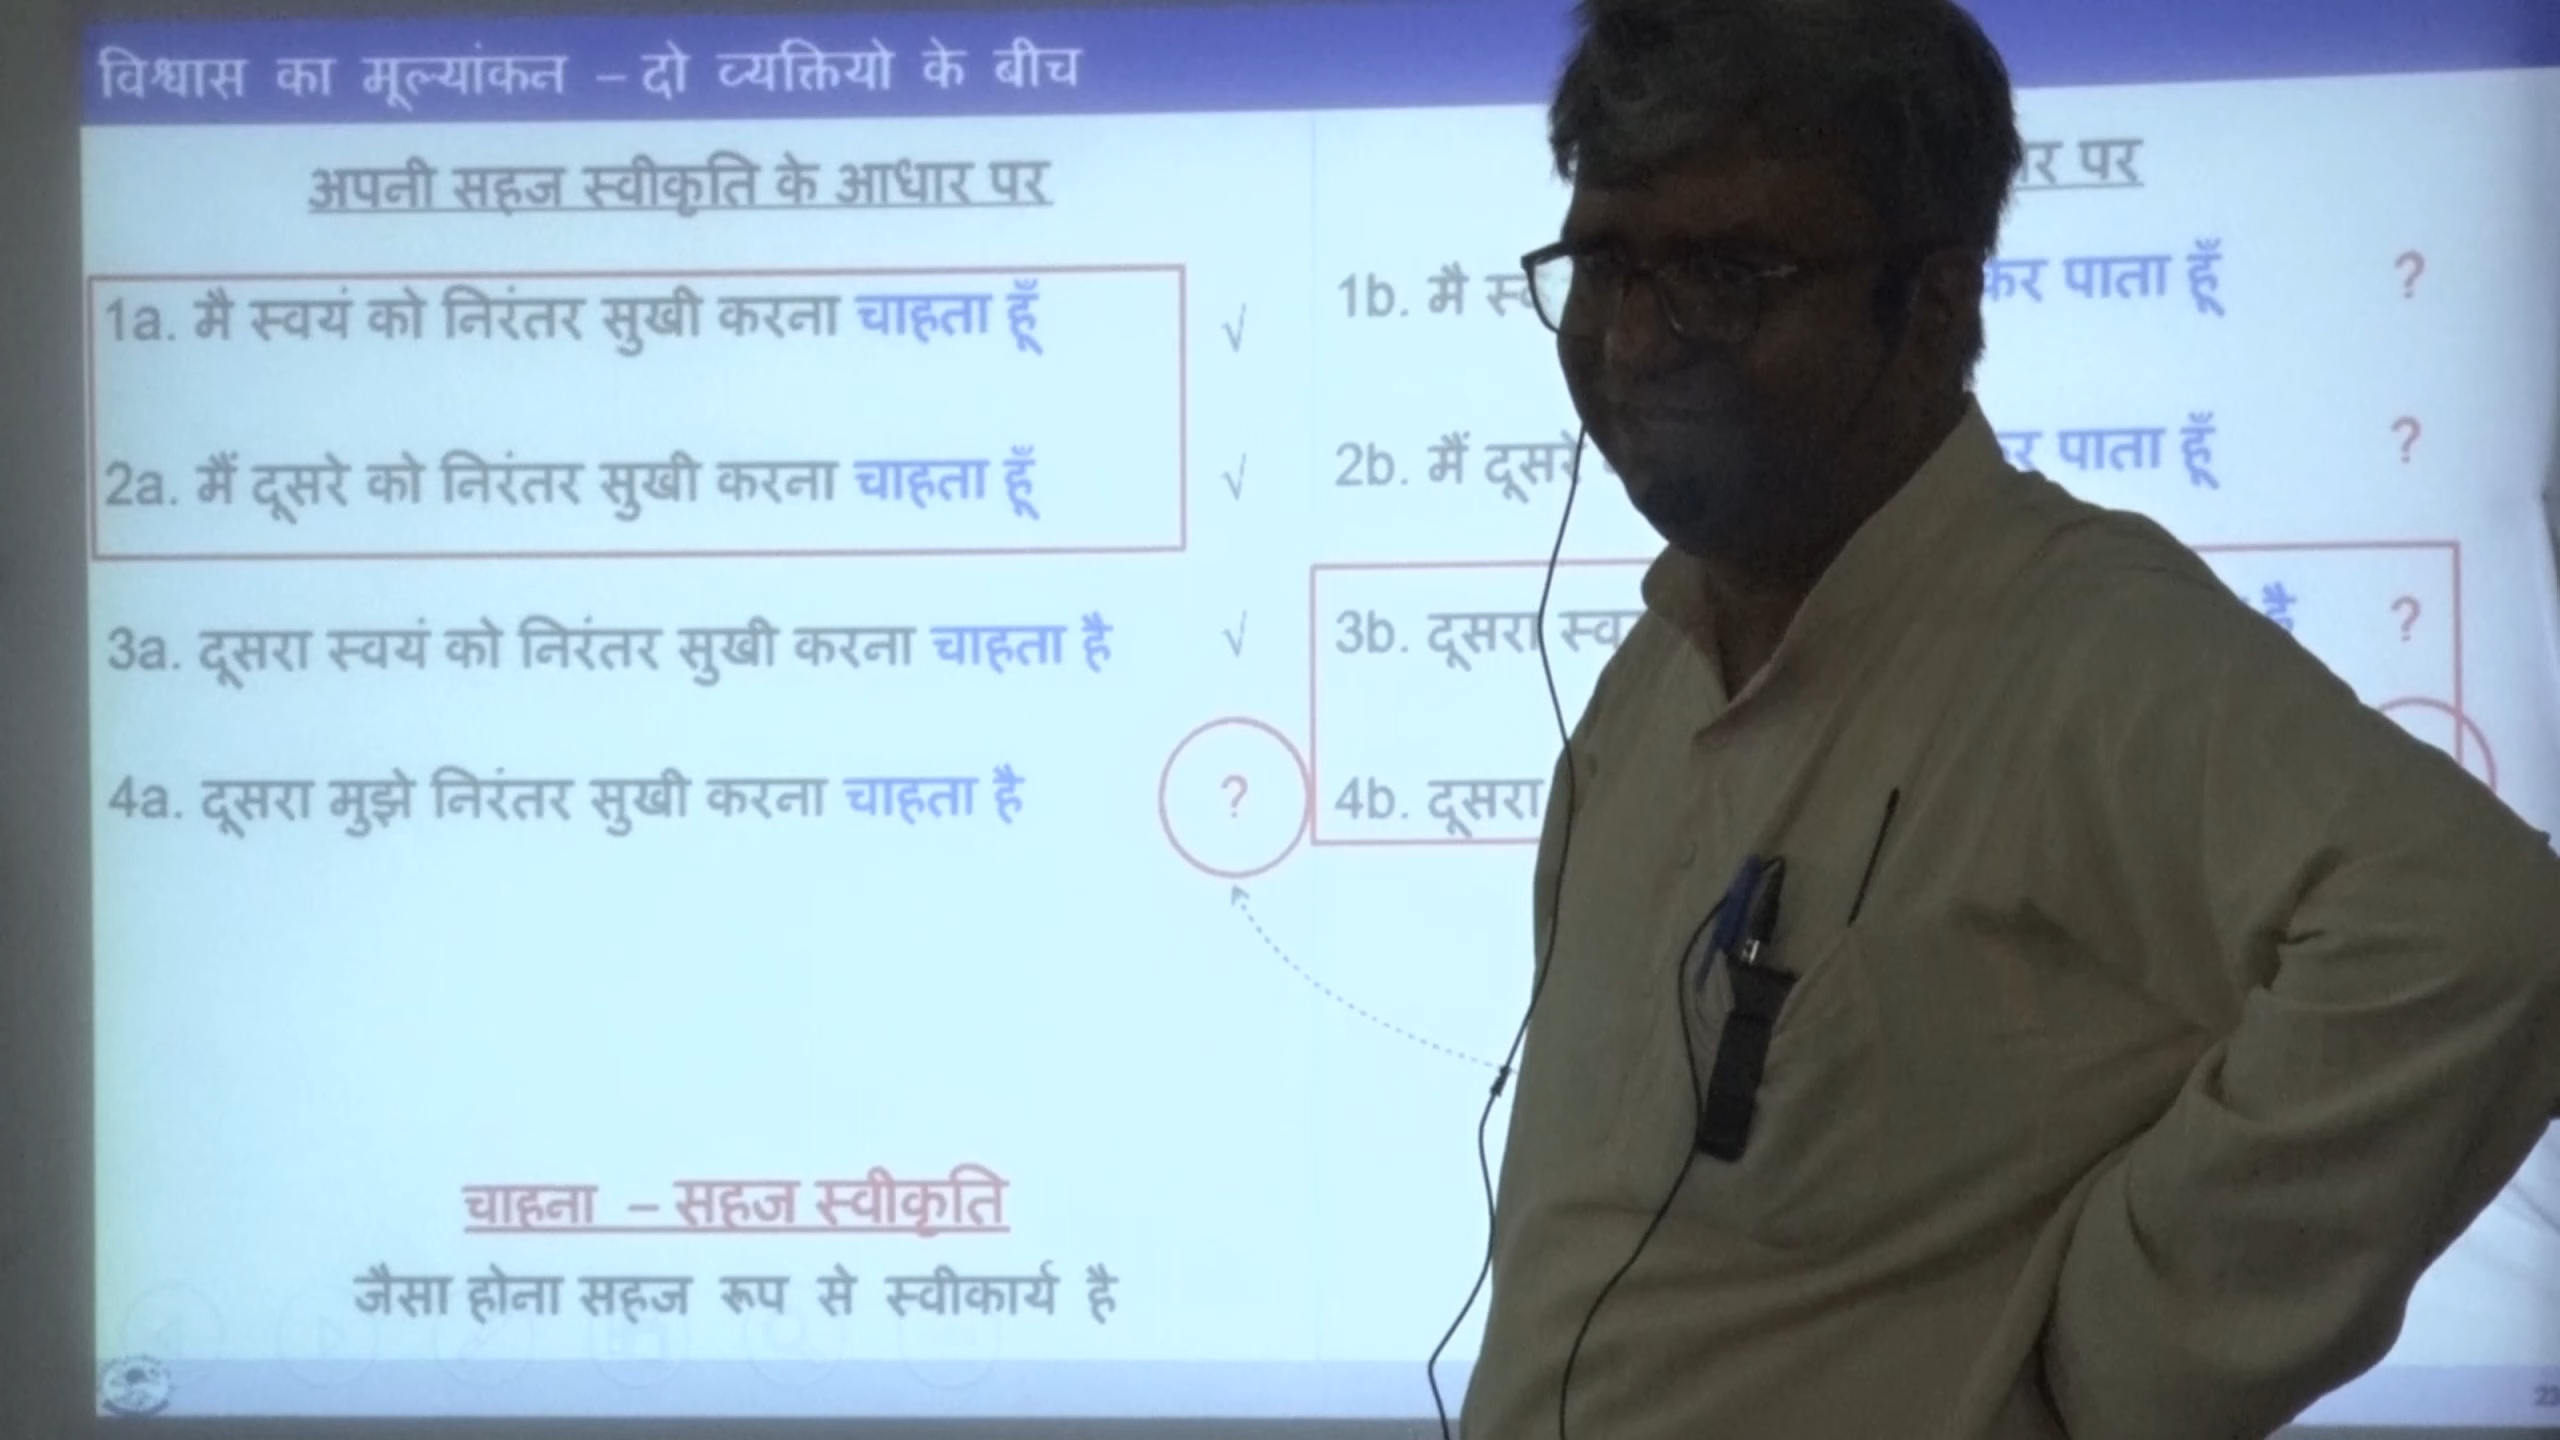 विश्वास का मूल्यांकन – दो व्यक्तियो के बीच
अपनी सहज स्वीकृति के आधार पर
1a. मै स्वयं को निरंतर सुखी करना चाहता हूँ √
2a. मैं दूसरे को निरंतर सुखी करना चाहता हूँ √
3a. दूसरा स्वयं को निरंतर सुखी करना चाहता है √
4a. दूसरा मुझे निरंतर सुखी करना चाहता है ?
चाहना – सहज स्वीकृति
जैसा होना सहज रूप से स्वीकार्य है
पर
1b. मै कर पाता हूँ ?
2b. मैं दूसरे पाता हूँ ?
3b. दूसरा है ?
4b. दूसरा
23